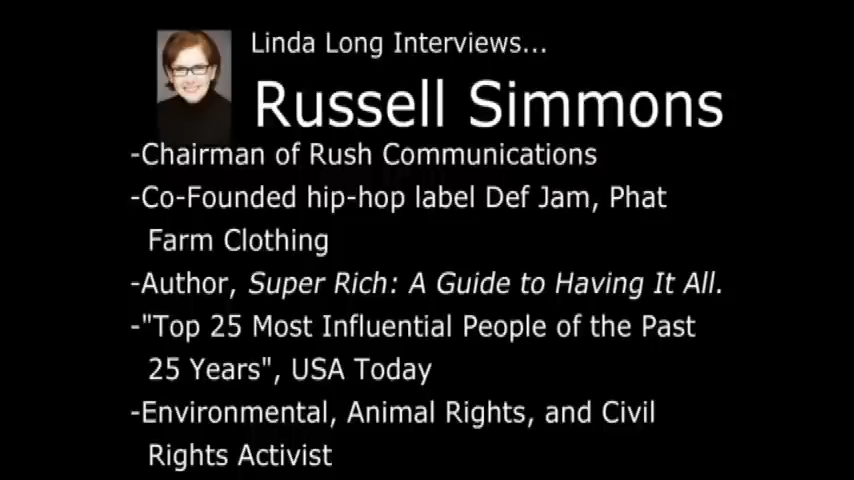 Linda Long Interviews...
Russell Simmons
-Chairman of Rush Communications
-Co-Founded hip-hop label Def Jam, Phat
Farm Clothing
-Author, Super Rich: A Guide to Having It All.
-"Top 25 Most Influential People of the Past
25 Years", USA Today
-Environmental, Animal Rights, and Civil
Rights Activist